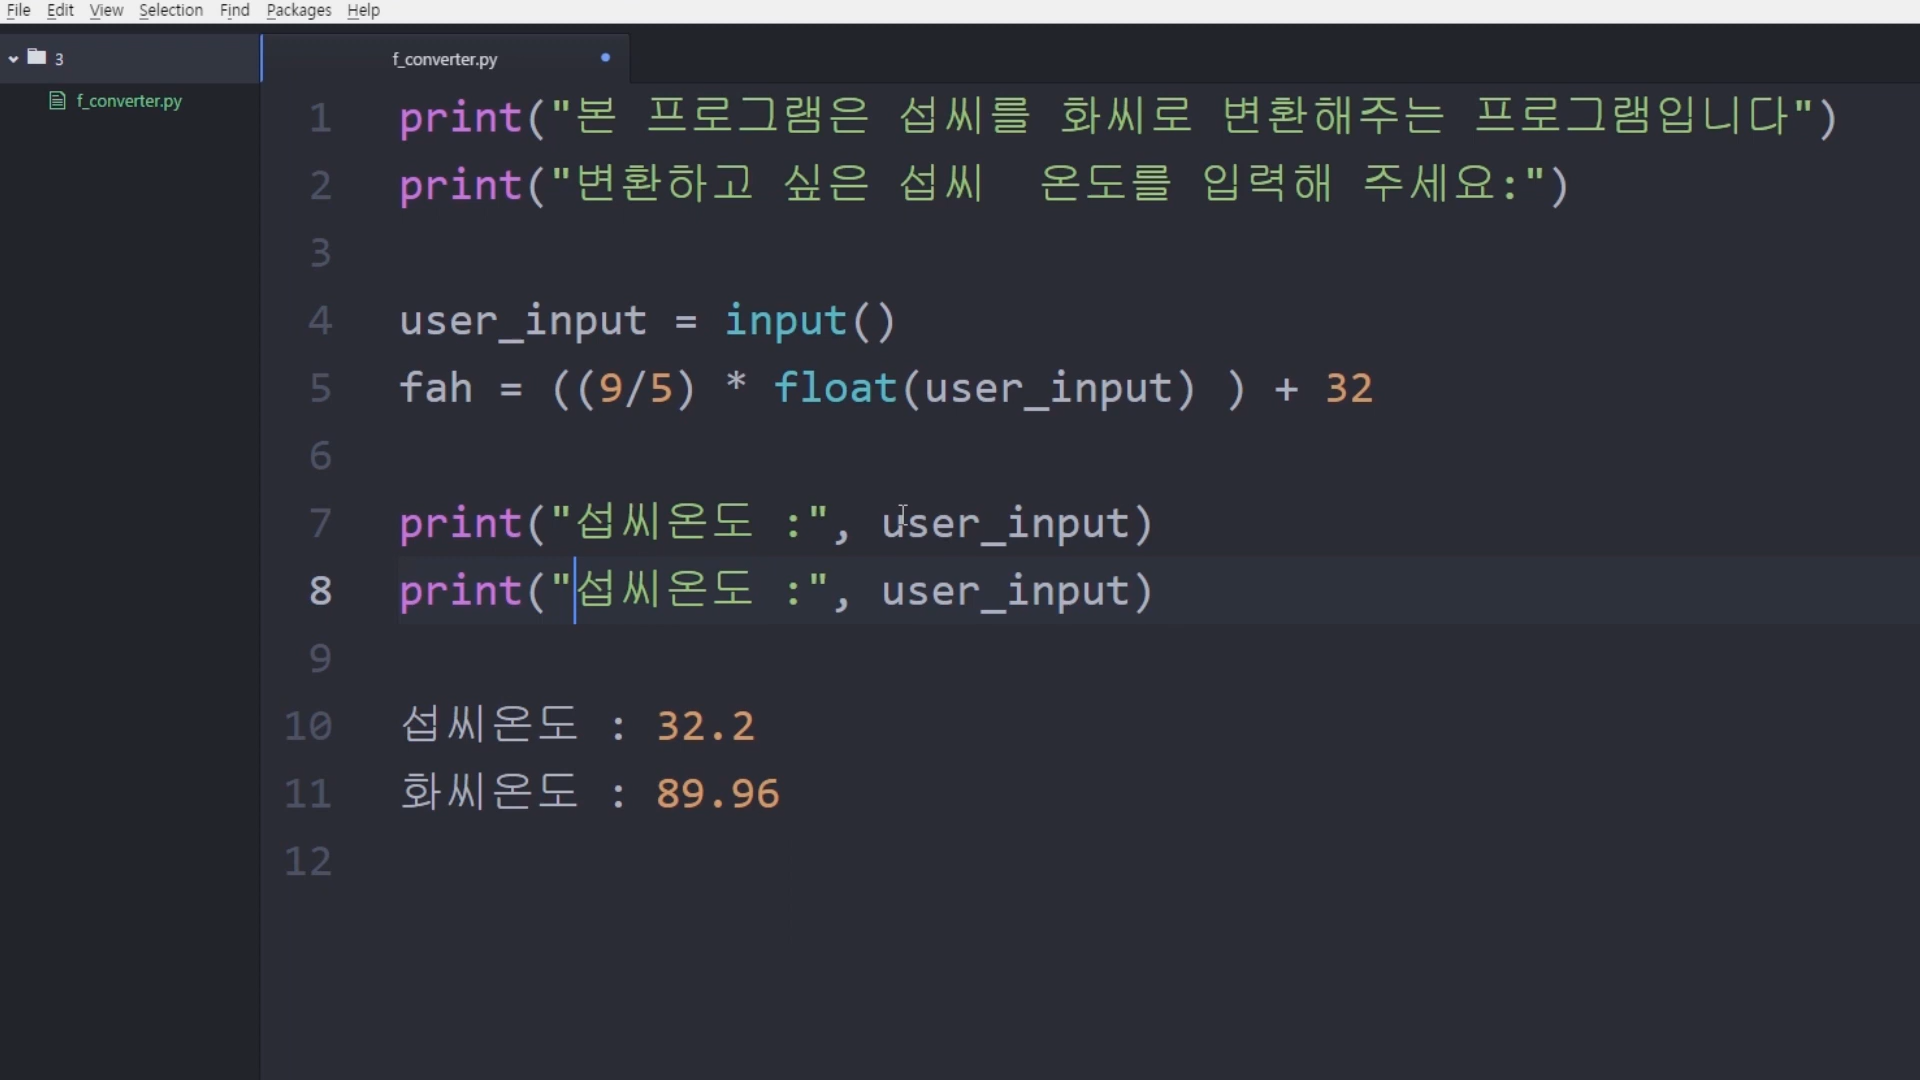 File Edit View Selection Find Packages Help
3
f_converter.py
f_converter.py
1 print("본 프로그램은 섭씨를 화씨로 변환해주는 프로그램입니다")
2 print("변환하고 싶은 섭씨  온도를 입력해 주세요:")
3
4 user_input = input()
5 fah = ((9/5) * float(user_input) ) + 32
6
7 print("섭씨온도 :", user_input)
8 print("섭씨온도 :", user_input)
9
10 섭씨온도 : 32.2
11 화씨온도 : 89.96
12